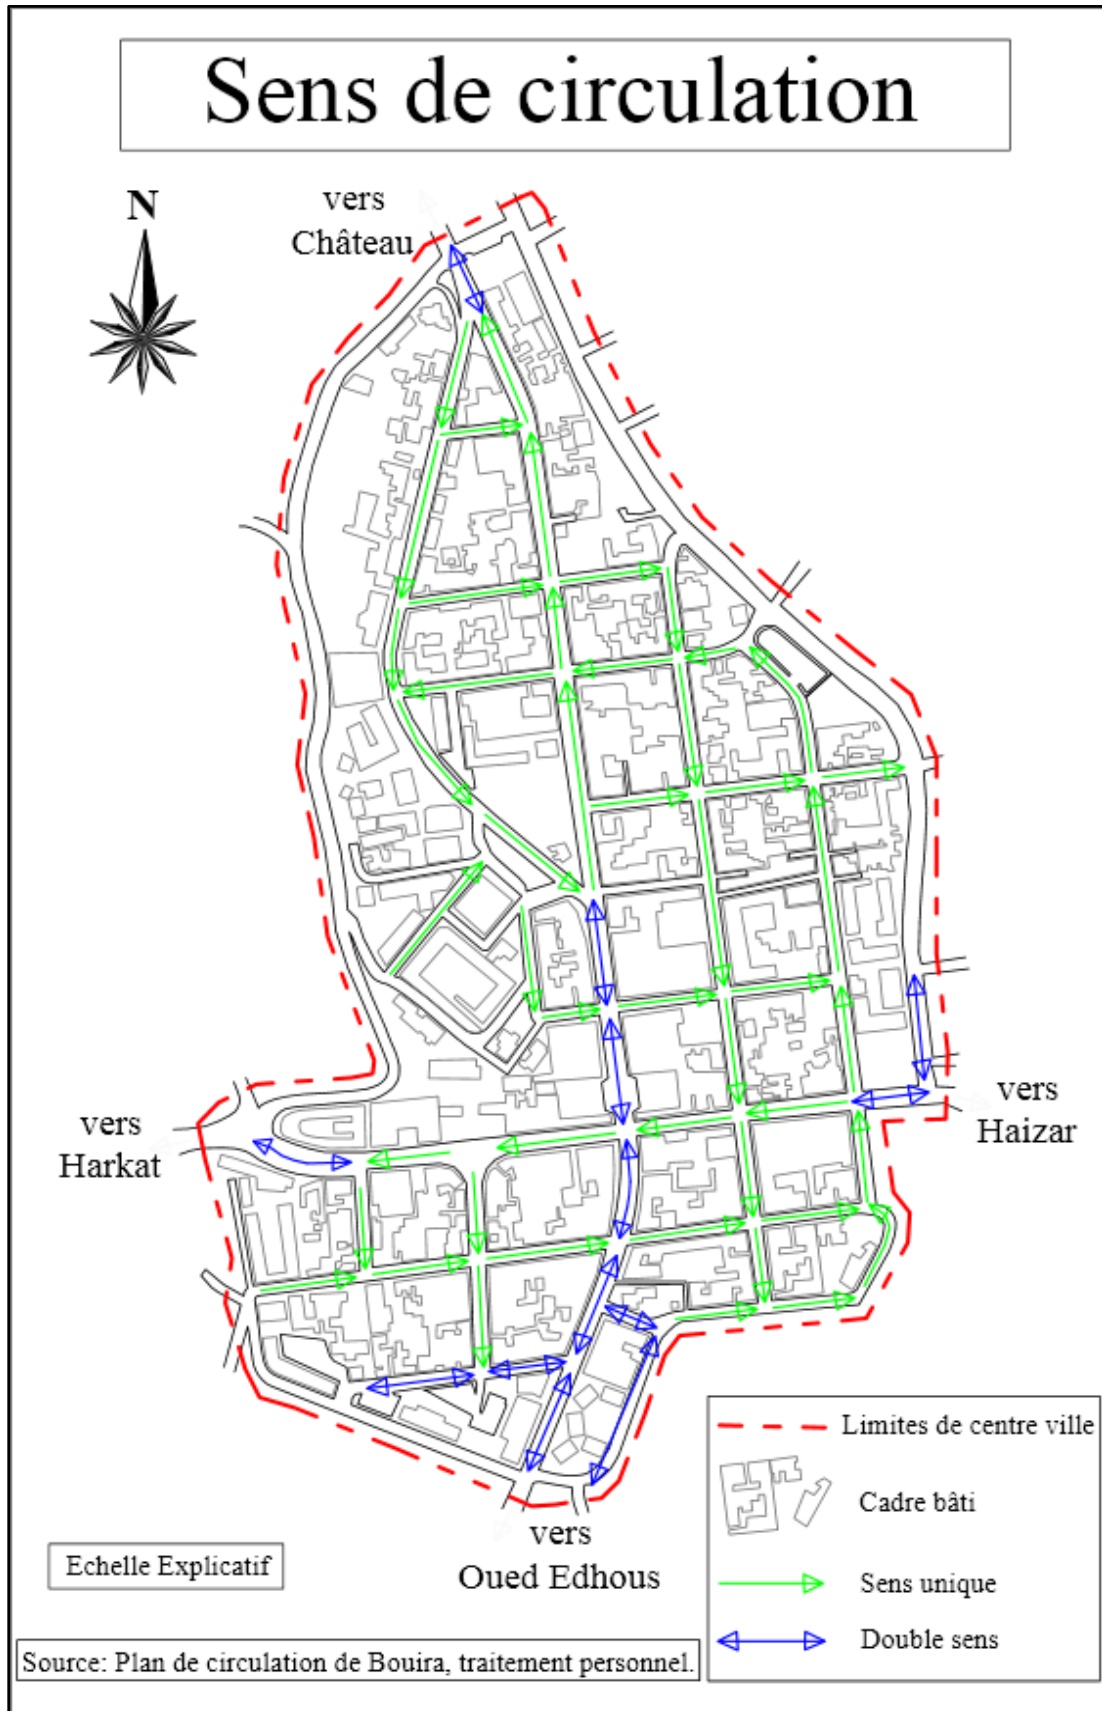 Sens de circulation
N
vers
Château
vers
Haizar
vers
Harkat
vers
Oued Edhous
Limites de centre ville
Cadre bâti
Sens unique
Double sens
Echelle Explicatif
Source: Plan de circulation de Bouira, traitement personnel.